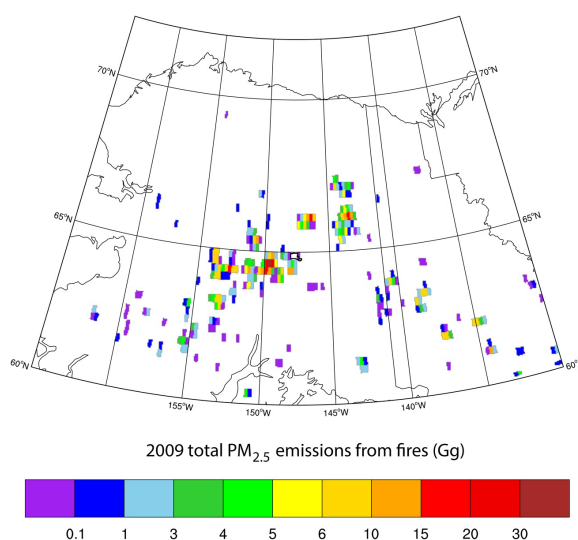 70°N
70°N
65°N
65°N
60°N
60°
155°W
150°W
145°W
140°W
2009 total PM2.5 emissions from fires (Gg)
0.1 1 3 4 5 6 10 15 20 30